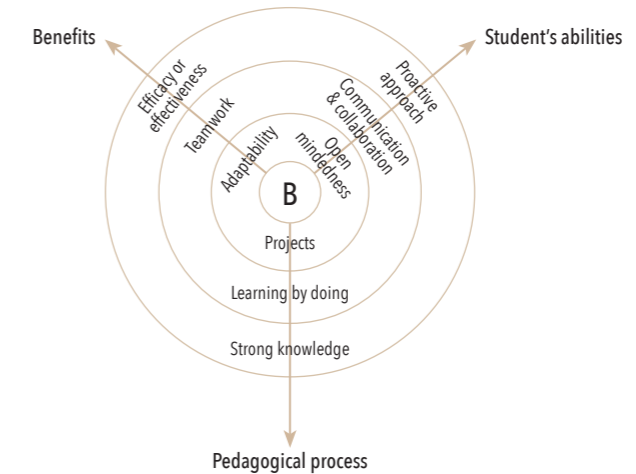 Benefits
Student's abilities
Efficacy or
effectiveness
Teamwork
Adaptability
Proactive
approach
Communication
& collaboration
Open
mindedness
B
Projects
Learning by doing
Strong knowledge
Pedagogical process